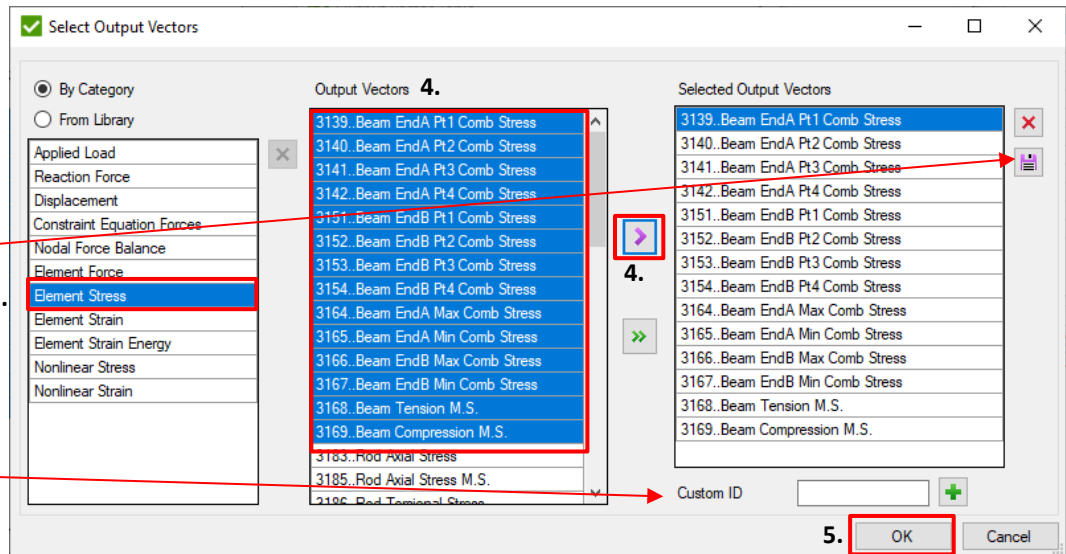 Select Output Vectors
By Category
From Library
Applied Load
Reaction Force
Displacement
Constraint Equation Forces
Nodal Force Balance
Element Force
Element Stress
Element Strain
Element Strain Energy
Nonlinear Stress
Nonlinear Strain
.
Output Vectors 4.
3139..Beam EndA Pt1 Comb Stress
3140..Beam EndA Pt2 Comb Stress
3141..Beam EndA Pt3 Comb Stress
3142..Beam EndA Pt4 Comb Stress
3151..Beam EndB Pt1 Comb Stress
3152..Beam EndB Pt2 Comb Stress
3153..Beam EndB Pt3 Comb Stress
3154..Beam EndB Pt4 Comb Stress
3164..Beam EndA Max Comb Stress
3165..Beam EndA Min Comb Stress
3166..Beam EndB Max Comb Stress
3167..Beam EndB Min Comb Stress
3168..Beam Tension M.S.
3169..Beam Compression M.S.
3183..Rod Axial Stress
3185..Rod Axial Stress M.S.
3186..Rod Torsional Stress
4.
Selected Output Vectors
3139..Beam EndA Pt1 Comb Stress
3140..Beam EndA Pt2 Comb Stress
3141..Beam EndA Pt3 Comb Stress
3142..Beam EndA Pt4 Comb Stress
3151..Beam EndB Pt1 Comb Stress
3152..Beam EndB Pt2 Comb Stress
3153..Beam EndB Pt3 Comb Stress
3154..Beam EndB Pt4 Comb Stress
3164..Beam EndA Max Comb Stress
3165..Beam EndA Min Comb Stress
3166..Beam EndB Max Comb Stress
3167..Beam EndB Min Comb Stress
3168..Beam Tension M.S.
3169..Beam Compression M.S.
Custom ID
5. OK Cancel